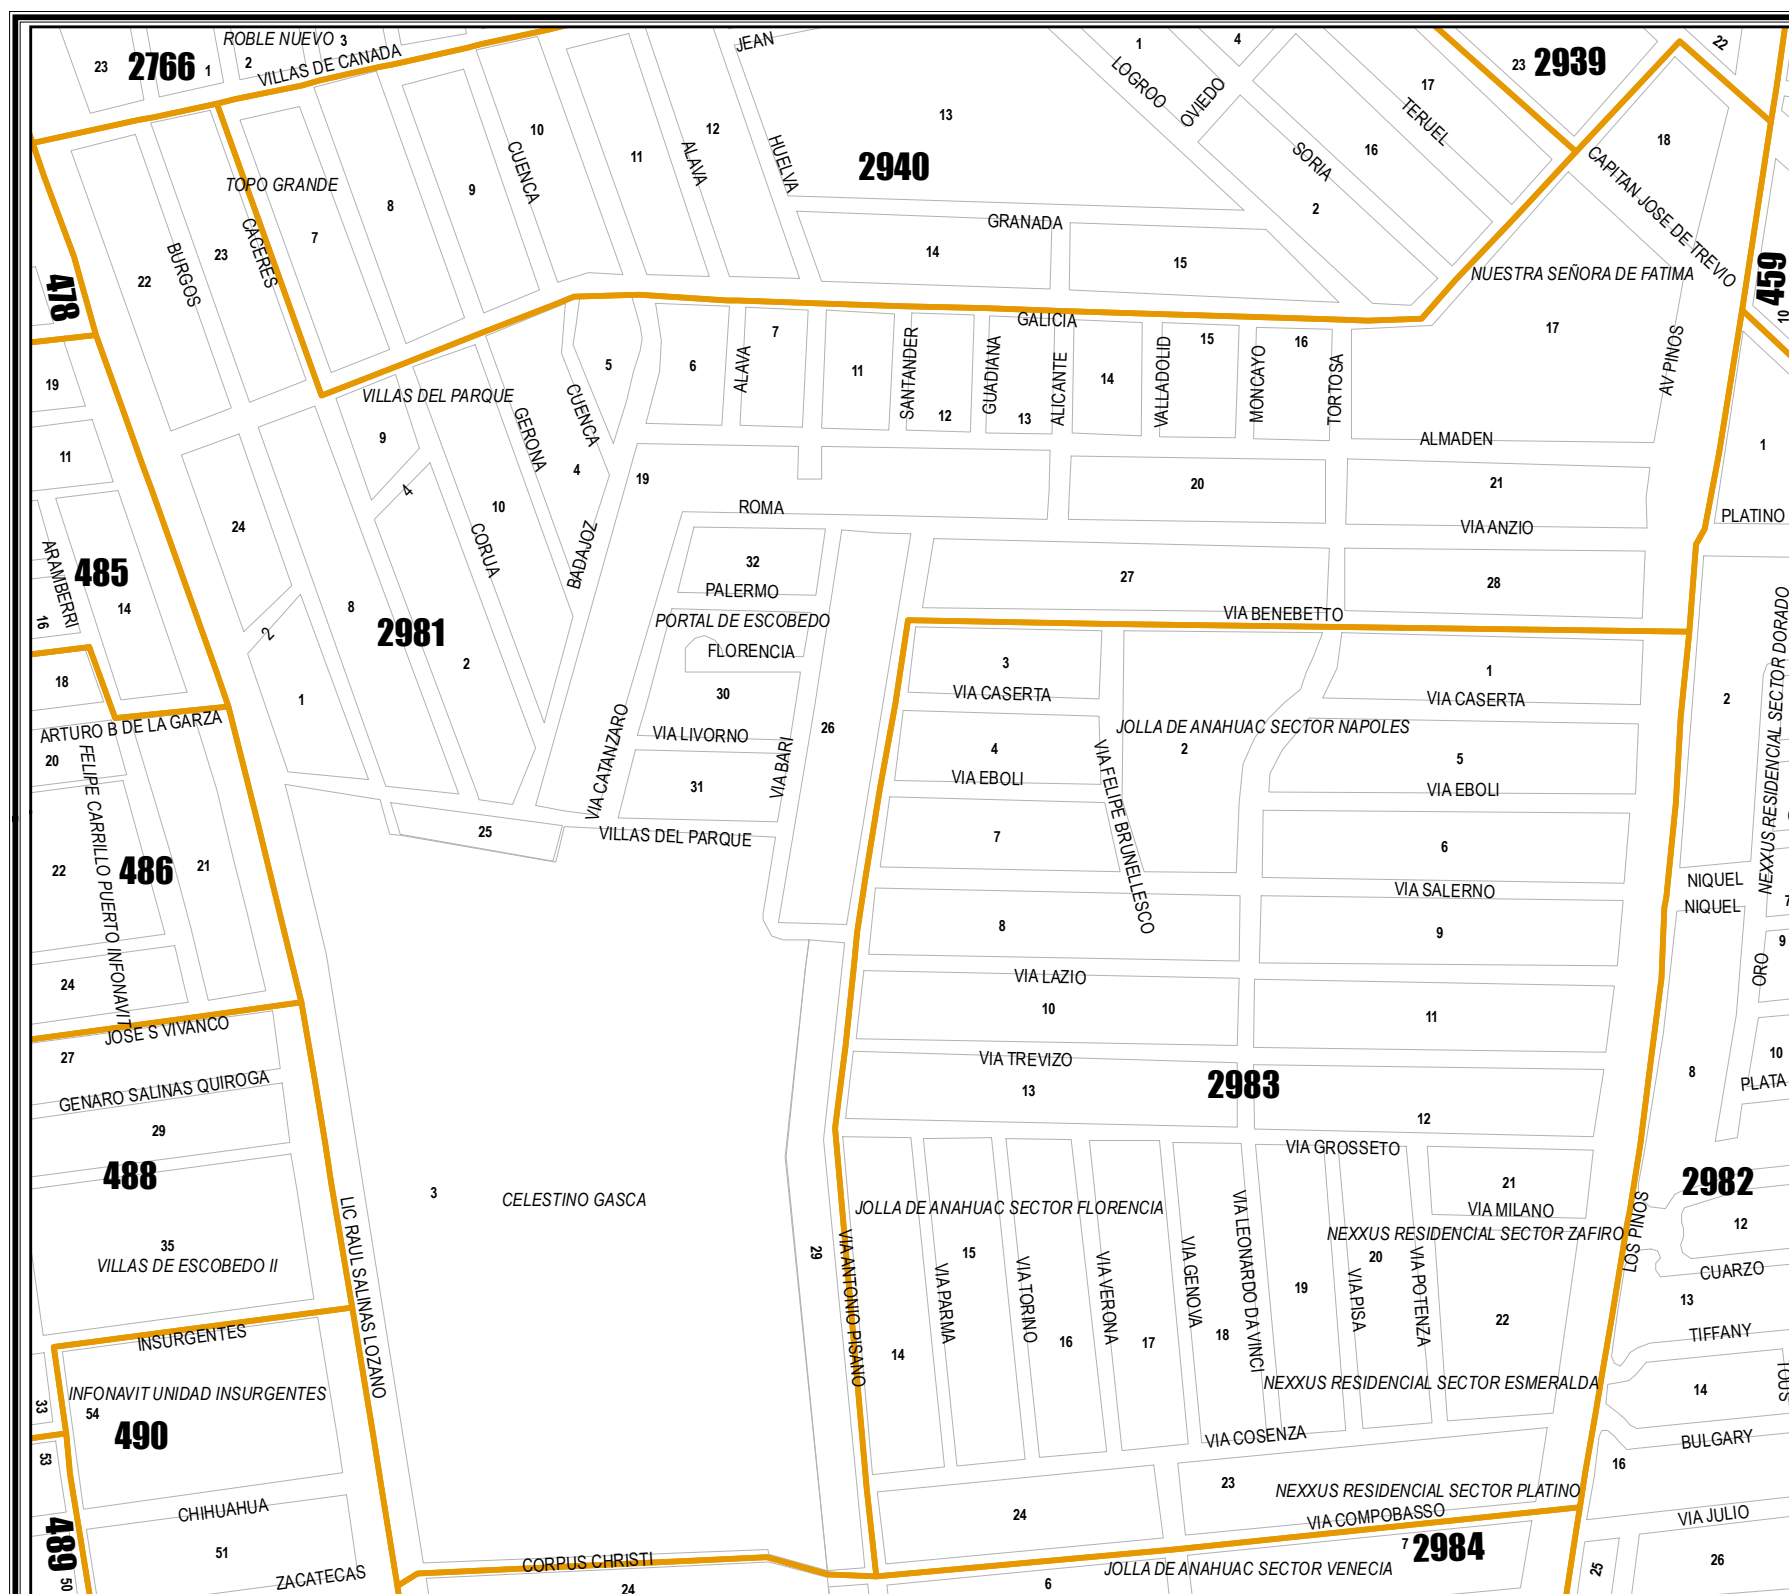 ROBLE NUEVO
3
23
2766
1
2
VILLAS DE CANADA
JEAN
1
LOGROO
4
OVIEDO
17
TERUEL
23
2939
22
10
CUENCA
11
ALAVA
12
HUELVA
13
2940
SORIA
16
2
18
CAPITAN JOSE DE TREVIO
TOPO GRANDE
9
8
7
CACERES
23
BURGOS
22
478
GRANADA
14
15
NUESTRA SEÑORA DE FATIMA
459
10
17
AV PINOS
GALICIA
19
11
VILLAS DEL PARQUE
9
GERONA
CUENCA
5
6
ALAVA
7
11
SANTANDER
12
GUADIANA
13
ALICANTE
14
VALLADOLID
15
MONCAYO
16
TORTOSA
ALMADEN
1
4
4
19
20
21
10
ROMA
VIA ANZIO
PLATINO
24
CORUA
BADAJOZ
ARAMBERRI
485
14
16
8
2981
2
2
1
32
PALERMO
PORTAL DE ESCOBEDO
FLORENCIA
30
VIA LIVORNO
31
VIA CATANZARO
VIA BARI
26
27
28
VIA BENEBETTO
3
VIA CASERTA
1
VIA CASERTA
JOLLA DE ANAHUAC SECTOR NAPOLES
2
4
VIA EBOLI
5
VIA EBOLI
VIA FELIPE BRUNELLESCO
7
6
VIA SALERNO
2
NEXXUS RESIDENCIAL SECTOR DORADO
NIQUEL
NIQUEL
7
9
ORO
18
ARTURO B DE LA GARZA
20
FELIPE CARRILLO PUERTO INFONAVIT
22
486
21
24
25
VILLAS DEL PARQUE
8
9
VIA LAZIO
10
11
JOSE S VIVANCO
27
GENARO SALINAS QUIROGA
29
488
VIA TREVIZO
13
2983
12
8
10
PLATA
VIA GROSSETO
21
VIA MILANO
2982
12
35
VILLAS DE ESCOBEDO II
LIC RAUL SALINAS LOZANO
3
CELESTINO GASCA
29
VIA ANTONIO PISANO
JOLLA DE ANAHUAC SECTOR FLORENCIA
15
VIA PARMA
VIA TORINO
VIA VERONA
VIA GENOVA
VIA LEONARDO DA VINCI
NEXXUS RESIDENCIAL SECTOR ZAFIRO
19
20
VIA PISA
VIA POTENZA
22
LOS PINOS
CUARZO
13
TIFFANY
14
16
17
18
NEXXUS RESIDENCIAL SECTOR ESMERALDA
14
BULGARY
INSURGENTES
INFONAVIT UNIDAD INSURGENTES
33
54
490
53
CHIHUAHUA
51
ZACATECAS
489
50
VIA COSENZA
23
NEXXUS RESIDENCIAL SECTOR PLATINO
VIA COMPOBASSO
24
16
VIA JULIO
7
2984
CORPUS CHRISTI
24
6
JOLLA DE ANAHUAC SECTOR VENECIA
25
26